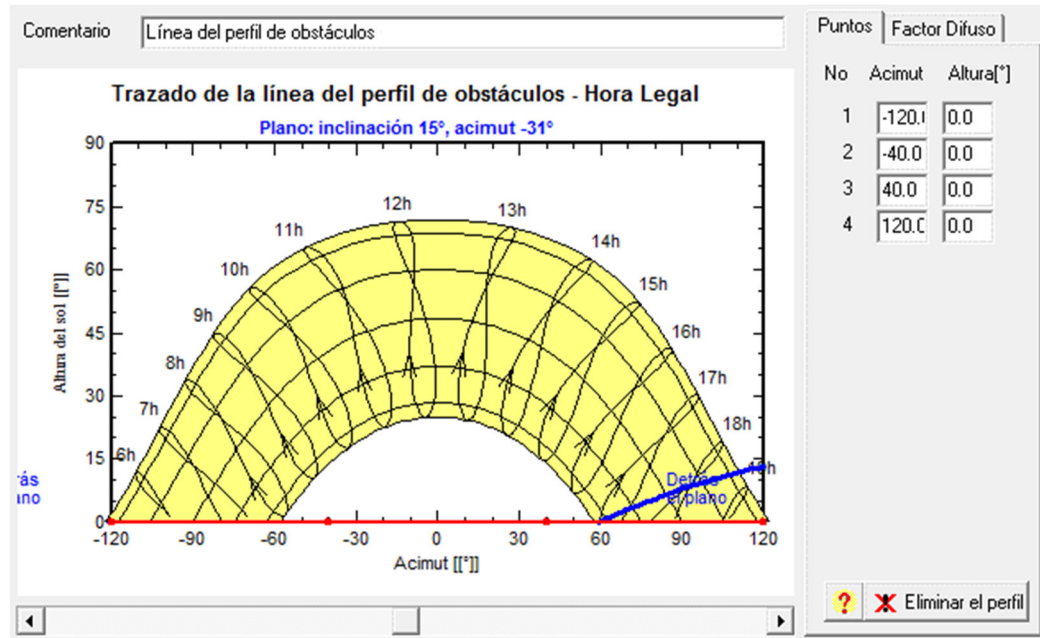 Comentario
Línea del perfil de obstáculos
Trazado de la línea del perfil de obstáculos - Hora Legal
Plano: inclinación 15º, acimut -31º
90
75
60
45
30
15
0
Altura del sol [[°]]
6h
7h
8h
9h
10h
11h
12h
13h
14h
15h
16h
17h
18h
19h
rás
ano
Detrás
el plano
-120 -90 -60 -30 0 30 60 90 120
Acimut [[°]]
Puntos Factor Difuso
No Acimut Altura[°]
1 -120.0 0.0
2 -40.0 0.0
3 40.0 0.0
4 120.0 0.0
? Eliminar el perfil